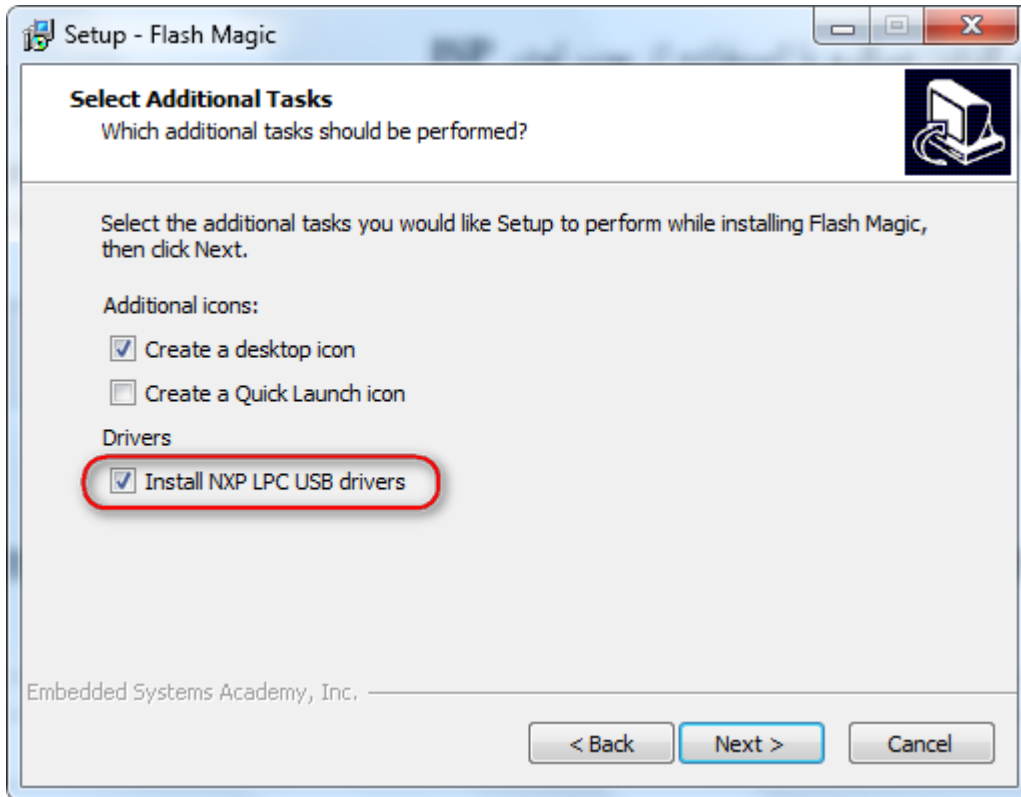 Setup - Flash Magic
Select Additional Tasks
Which additional tasks should be performed?
Select the additional tasks you would like Setup to perform while installing Flash Magic,
then click Next.
Additional icons:
Create a desktop icon
Create a Quick Launch icon
Drivers
Install NXP LPC USB drivers
Embedded Systems Academy, Inc.
< Back Next > Cancel